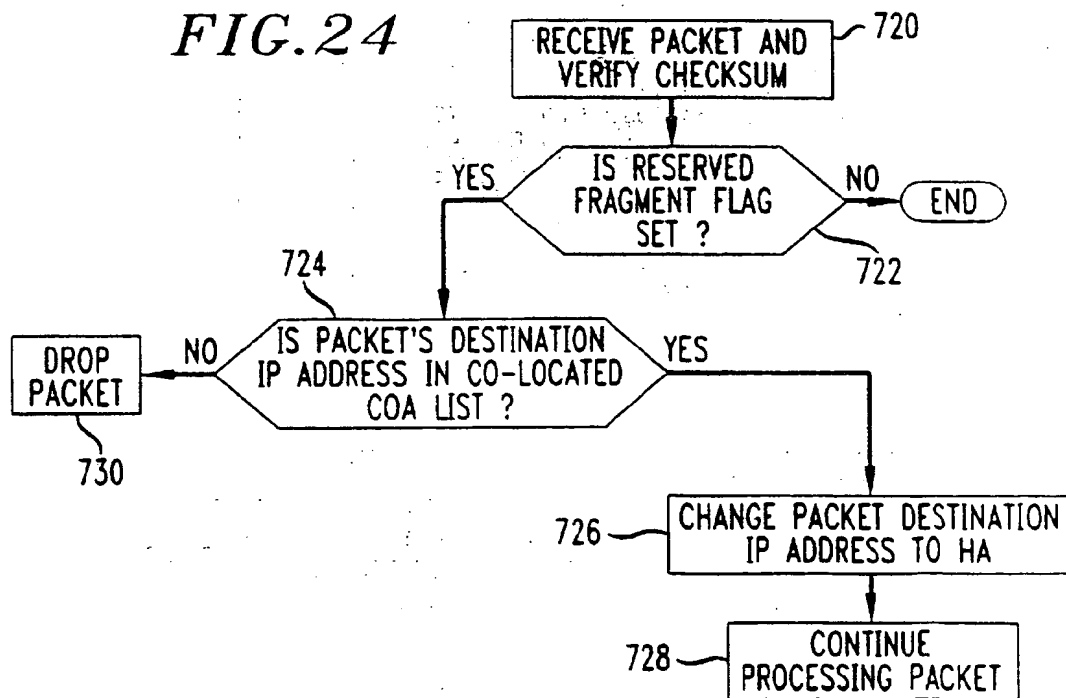 FIG.24
RECEIVE PACKET AND
VERIFY CHECKSUM
720
IS RESERVED
FRAGMENT FLAG
SET ?
YES
NO
END
722
724
IS PACKET'S DESTINATION
IP ADDRESS IN CO-LOCATED
COA LIST ?
NO
YES
DROP
PACKET
730
726
CHANGE PACKET DESTINATION
IP ADDRESS TO HA
728
CONTINUE
PROCESSING PACKET